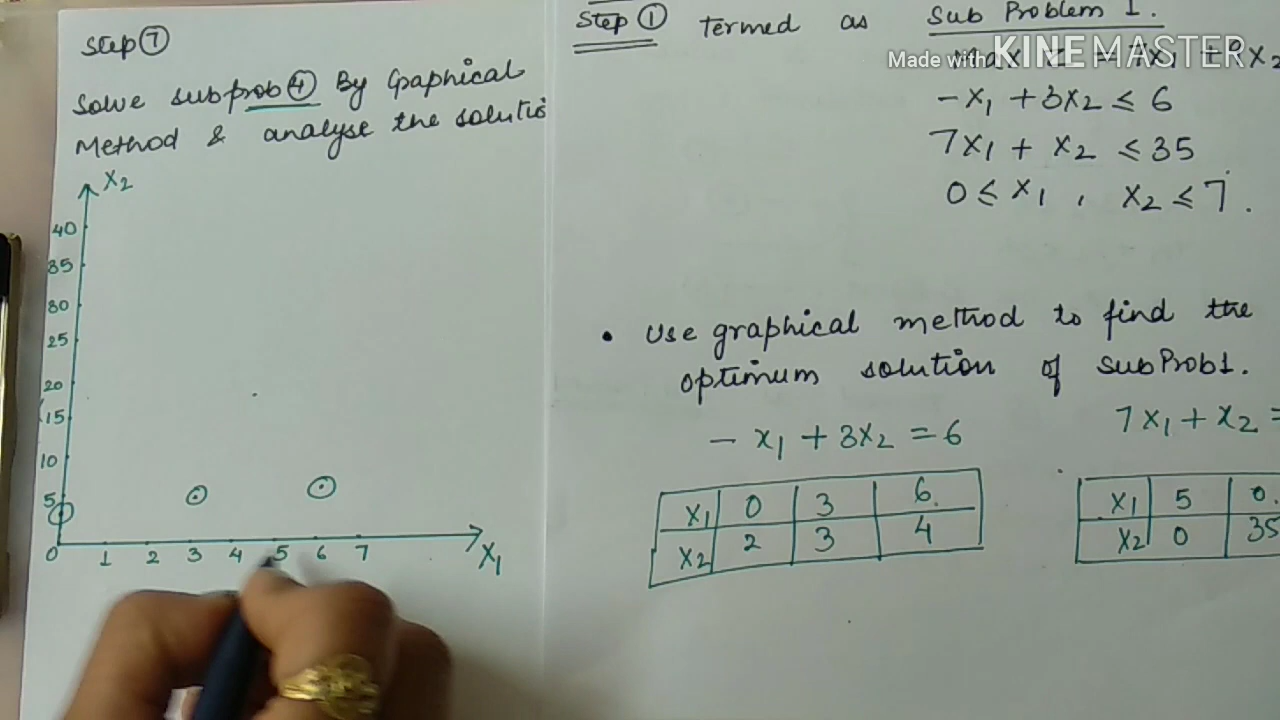 Step ⑦
Solve subprob ④ By Graphical
Method & analyse the solutio
X2
40
35
30
25
20
15
10
5
0 1 2 3 4 5 6 7
X1
Step ① termed as Sub Problem 1.
Made with KINEMASTER
Max Z = 7x1 + 9x2
-x1 + 3x2 ≤ 6
7x1 + x2 ≤ 35
0 ≤ x1 , x2 ≤ 7.
• Use graphical method to find the
optimum solution of SubProb1.
- x1 + 3x2 = 6
7x1 + x2 =
x1 0 3 6.
x2 2 3 4
x1 5 0.
x2 0 35